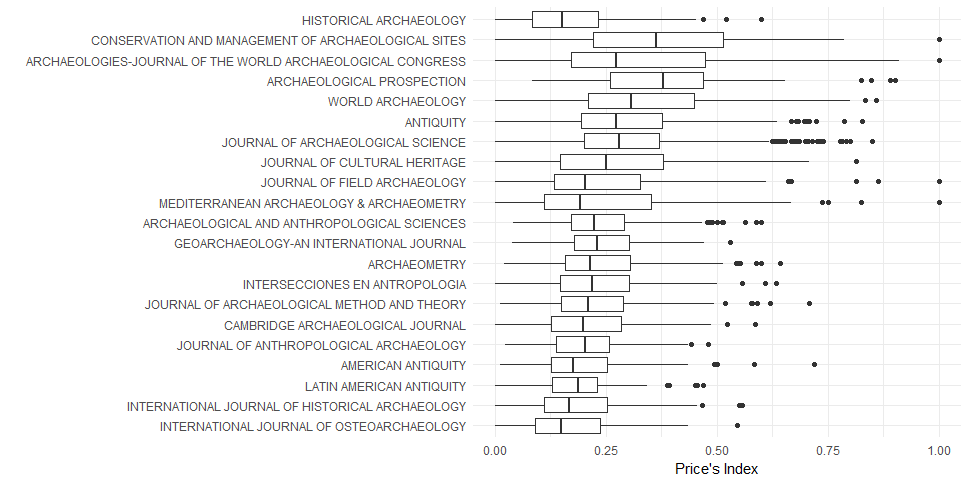 HISTORICAL ARCHAEOLOGY
CONSERVATION AND MANAGEMENT OF ARCHAEOLOGICAL SITES
ARCHAEOLOGIES-JOURNAL OF THE WORLD ARCHAEOLOGICAL CONGRESS
ARCHAEOLOGICAL PROSPECTION
WORLD ARCHAEOLOGY
ANTIQUITY
JOURNAL OF ARCHAEOLOGICAL SCIENCE
JOURNAL OF CULTURAL HERITAGE
JOURNAL OF FIELD ARCHAEOLOGY
MEDITERRANEAN ARCHAEOLOGY & ARCHAEOMETRY
ARCHAEOLOGICAL AND ANTHROPOLOGICAL SCIENCES
GEOARCHAEOLOGY-AN INTERNATIONAL JOURNAL
ARCHAEOMETRY
INTERSECCIONES EN ANTROPOLOGIA
JOURNAL OF ARCHAEOLOGICAL METHOD AND THEORY
CAMBRIDGE ARCHAEOLOGICAL JOURNAL
JOURNAL OF ANTHROPOLOGICAL ARCHAEOLOGY
AMERICAN ANTIQUITY
LATIN AMERICAN ANTIQUITY
INTERNATIONAL JOURNAL OF HISTORICAL ARCHAEOLOGY
INTERNATIONAL JOURNAL OF OSTEOARCHAEOLOGY
0.00 0.25 0.50 0.75 1.00
Price's Index